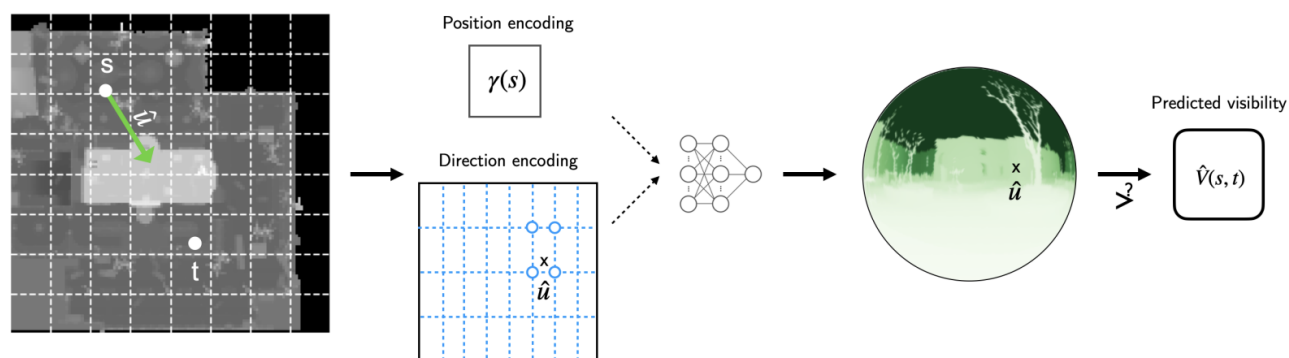 s
û
t
Position encoding
γ(s)
Direction encoding
x
û
x
û
>?
Predicted visibility
V̂(s, t)